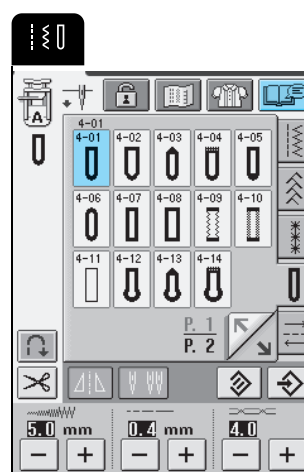 A
4-01
4-01 4-02 4-03 4-04 4-05
4-06 4-07 4-08 4-09 4-10
4-11 4-12 4-13 4-14
P. 1
P. 2
5.0 mm 0.4 mm 4.0
− + − + − +